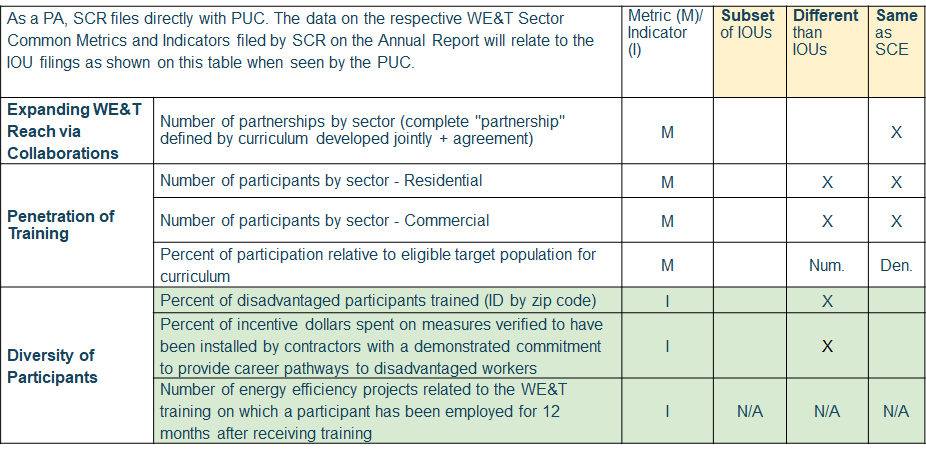 As a PA, SCR files directly with PUC. The data on the respective WE&T Sector
Common Metrics and Indicators filed by SCR on the Annual Report will relate to the
IOU filings as shown on this table when seen by the PUC.
Metric (M)/
Indicator
(I)
Subset
of IOUs
Different
than
IOUs
Same
as
SCE
Expanding WE&T
Reach via
Collaborations
Number of partnerships by sector (complete "partnership"
defined by curriculum developed jointly + agreement)
M
X
Penetration of
Training
Number of participants by sector - Residential
M
X
X
Number of participants by sector - Commercial
M
X
X
Percent of participation relative to eligible target population for
curriculum
M
Num.
Den.
Diversity of
Participants
Percent of disadvantaged participants trained (ID by zip code)
I
X
Percent of incentive dollars spent on measures verified to have
been installed by contractors with a demonstrated commitment
to provide career pathways to disadvantaged workers
I
X
Number of energy efficiency projects related to the WE&T
training on which a participant has been employed for 12
months after receiving training
I
N/A
N/A
N/A